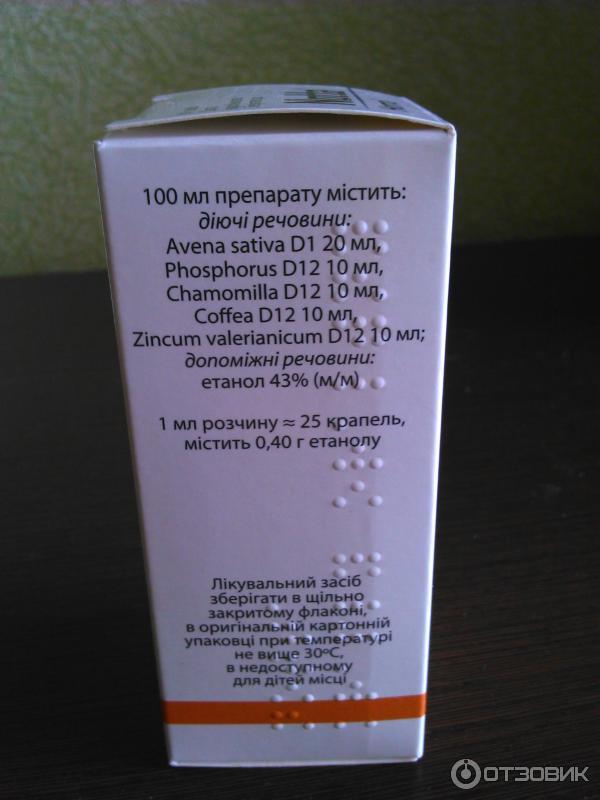 100 мл препарату містить:
діючі речовини:
Avena sativa D1 20 мл,
Phosphorus D12 10 мл,
Chamomilla D12 10 мл,
Coffea D12 10 мл,
Zincum valerianicum D12 10 мл;
допоміжні речовини:
етанол 43% (м/м)
1 мл розчину ≈ 25 крапель,
містить 0,40 г етанолу
Лікувальний засіб
зберігати в щільно
закритому флаконі,
в оригінальній картонній
упаковці при температурі
не вище 30ºС,
в недоступному
для дітей місці
ОТЗОВИК